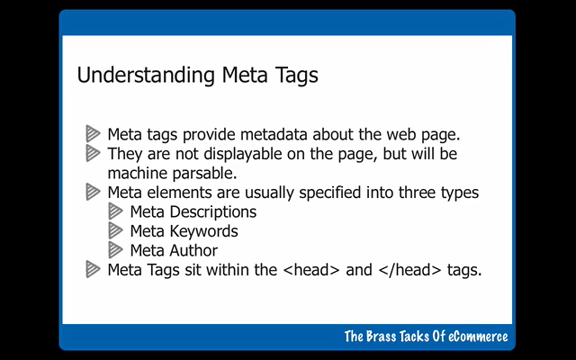 Understanding Meta Tags
Meta tags provide metadata about the web page.
They are not displayable on the page, but will be
machine parsable.
Meta elements are usually specified into three types
Meta Descriptions
Meta Keywords
Meta Author
Meta Tags sit within the <head> and </head> tags.
The Brass Tacks Of eCommerce